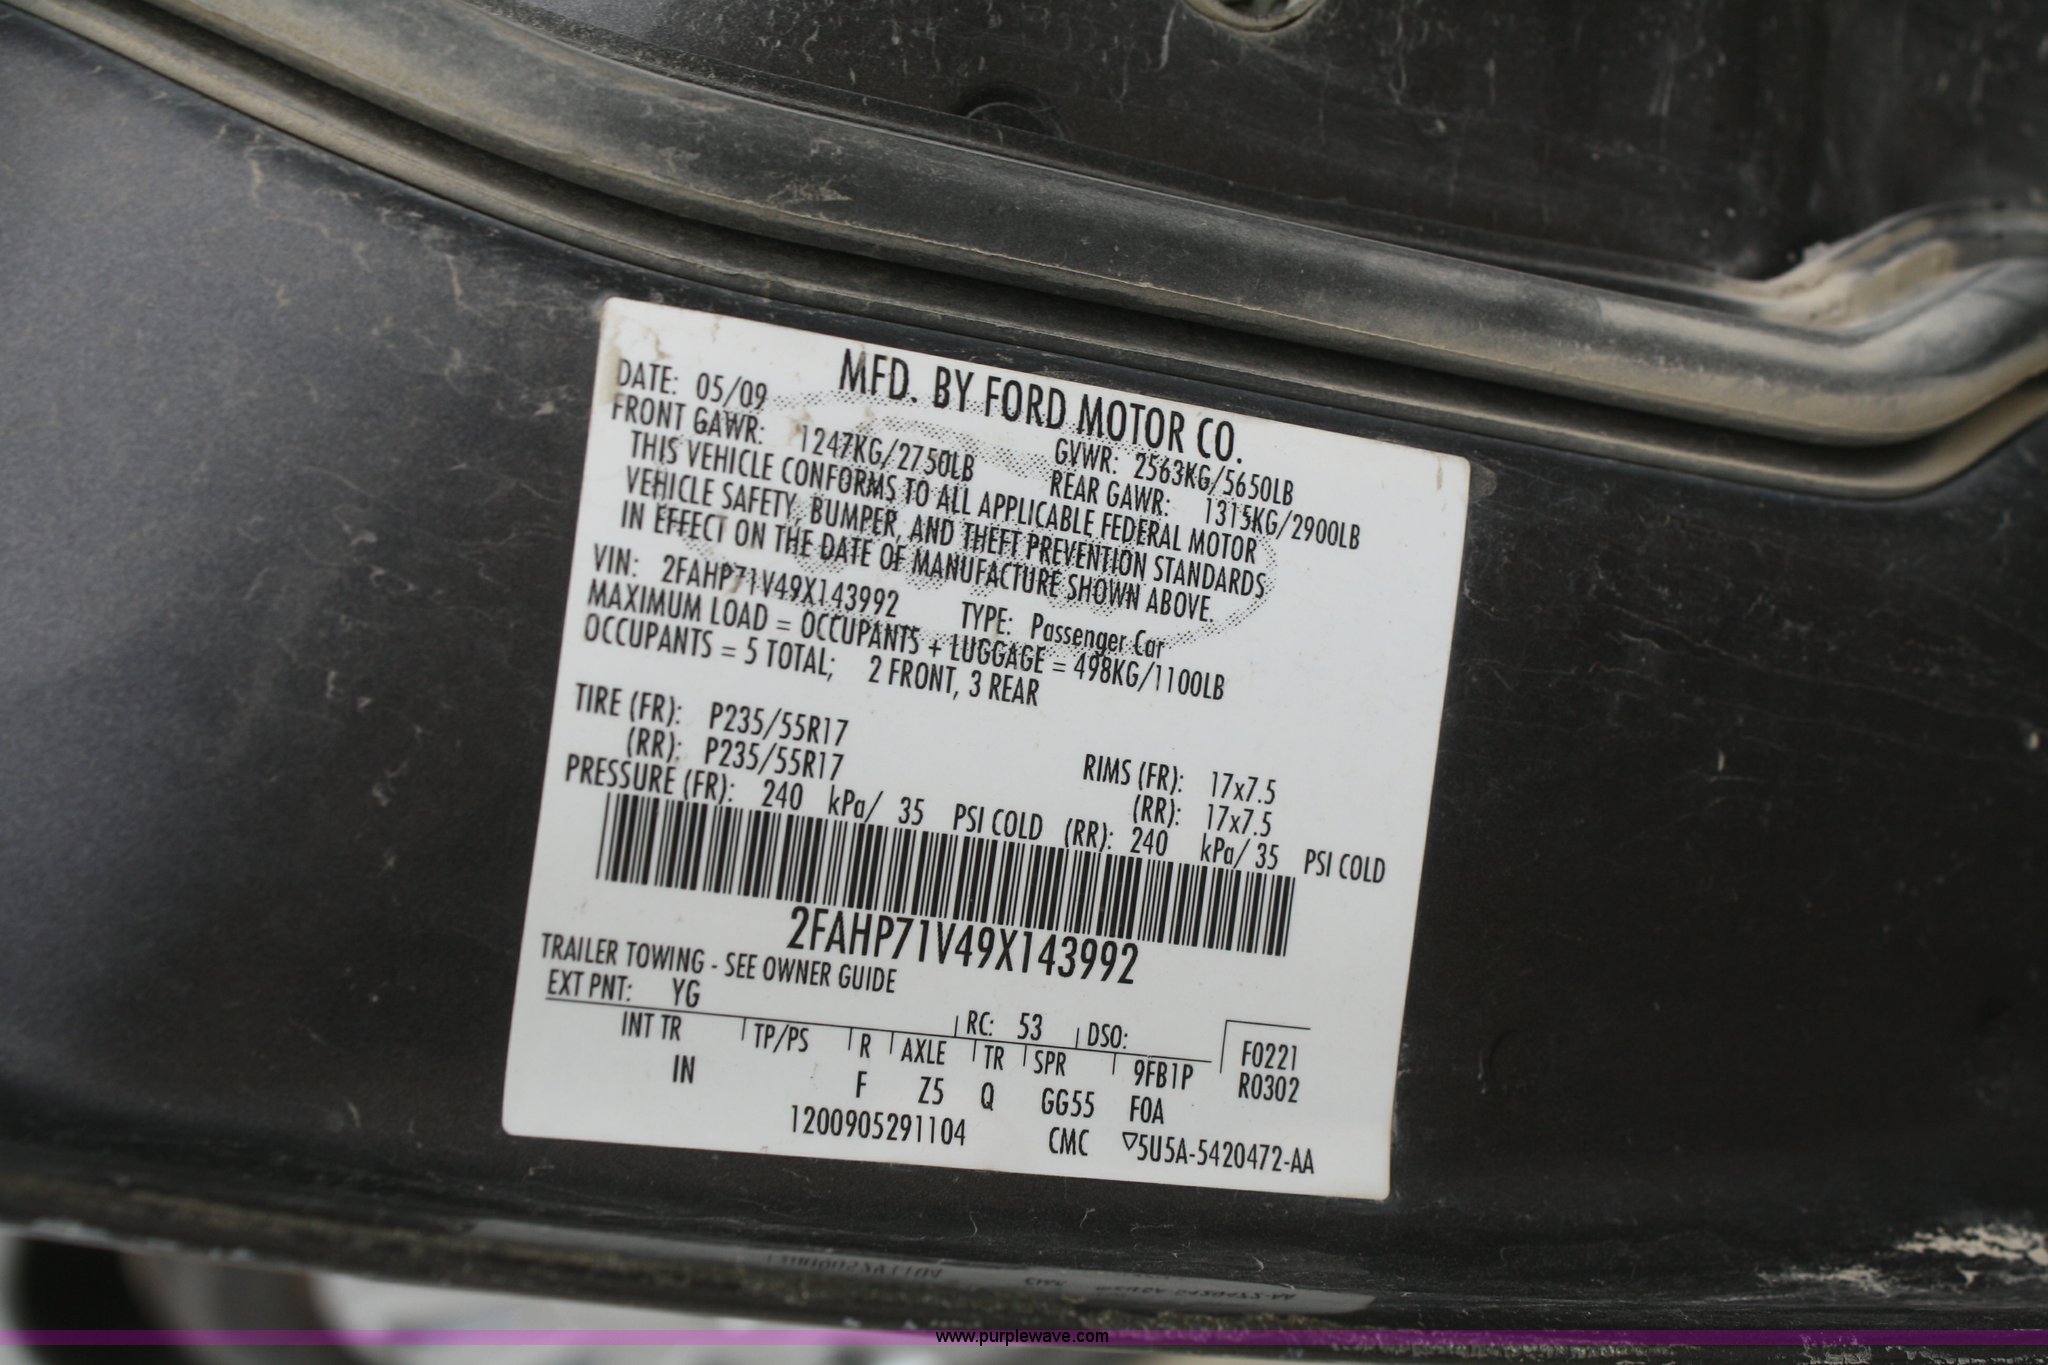 MFD. BY FORD MOTOR CO.
DATE: 05/09 GVWR: 2563KG/5650LB
FRONT GAWR: 1247KG/2750LB REAR GAWR: 1315KG/2900LB
THIS VEHICLE CONFORMS TO ALL APPLICABLE FEDERAL MOTOR
VEHICLE SAFETY, BUMPER, AND THEFT PREVENTION STANDARDS
IN EFFECT ON THE DATE OF MANUFACTURE SHOWN ABOVE.
VIN: 2FAHP71V49X143992 TYPE: Passenger Car
MAXIMUM LOAD = OCCUPANTS + LUGGAGE = 498KG/1100LB
OCCUPANTS = 5 TOTAL; 2 FRONT, 3 REAR
TIRE (FR): P235/55R17 RIMS (FR): 17x7.5
(RR): P235/55R17 (RR): 17x7.5
PRESSURE (FR): 240 kPa/ 35 PSI COLD (RR): 240 kPa/ 35 PSI COLD
2FAHP71V49X143992
TRAILER TOWING - SEE OWNER GUIDE
EXT PNT: YG RC: 53 DSO: F0221
INT TR TP/PS R AXLE TR SPR 9FB1P R0302
IN F Z5 Q GG55 F0A
1200905291104 CMC ▽5U5A-5420472-AA
www.purplewave.com